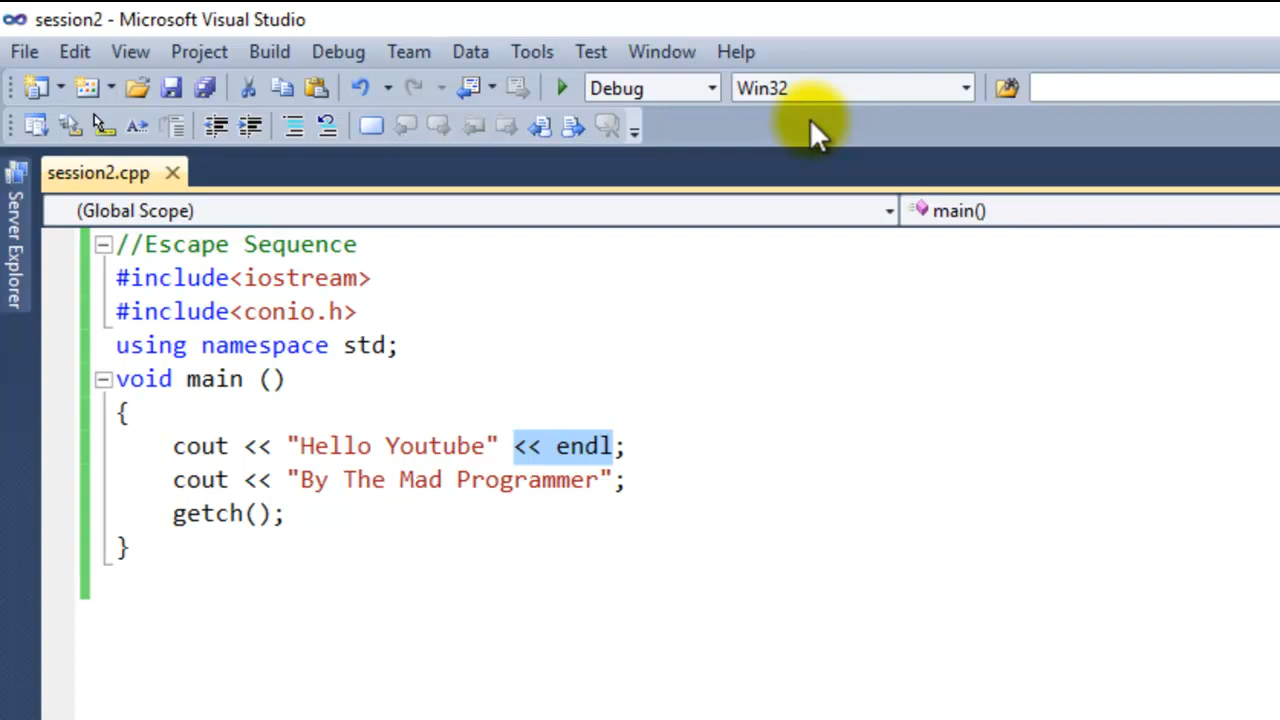 session2 - Microsoft Visual Studio
File Edit View Project Build Debug Team Data Tools Test Window Help
Debug Win32
session2.cpp
Server Explorer
(Global Scope) main()
//Escape Sequence
#include<iostream>
#include<conio.h>
using namespace std;
void main ()
{
cout << "Hello Youtube" << endl;
cout << "By The Mad Programmer";
getch();
}